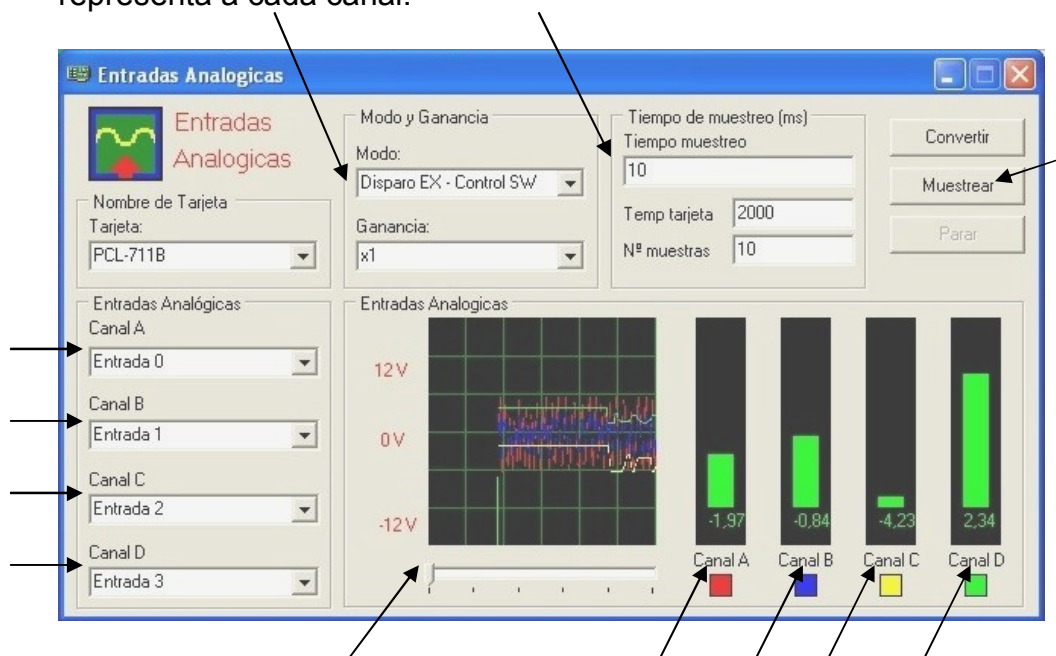 representa a cada canal.
Entradas Analogicas
Entradas
Analogicas
Nombre de Tarjeta
Tarjeta:
PCL-711B
Modo y Ganancia
Modo:
Disparo EX - Control SW
Ganancia:
x1
Tiempo de muestreo (ms)
Tiempo muestreo
10
Temp tarjeta 2000
Nº muestras 10
Convertir
Muestrear
Parar
Entradas Analógicas
Canal A
Entrada 0
Canal B
Entrada 1
Canal C
Entrada 2
Canal D
Entrada 3
Entradas Analogicas
12 V
0 V
-12 V
-1,97 -0,84 -4,23 2,34
Canal A Canal B Canal C Canal D